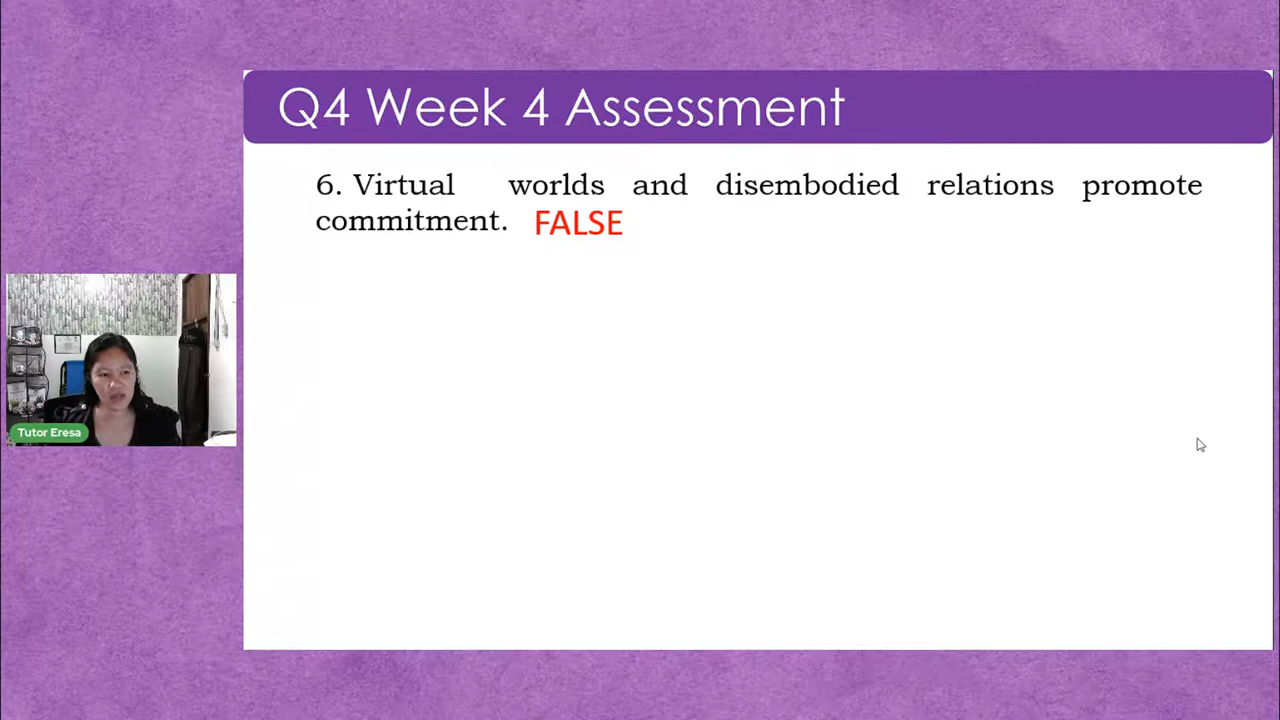 Q4 Week 4 Assessment
6. Virtual worlds and disembodied relations promote
commitment. FALSE
Tutor Eresa